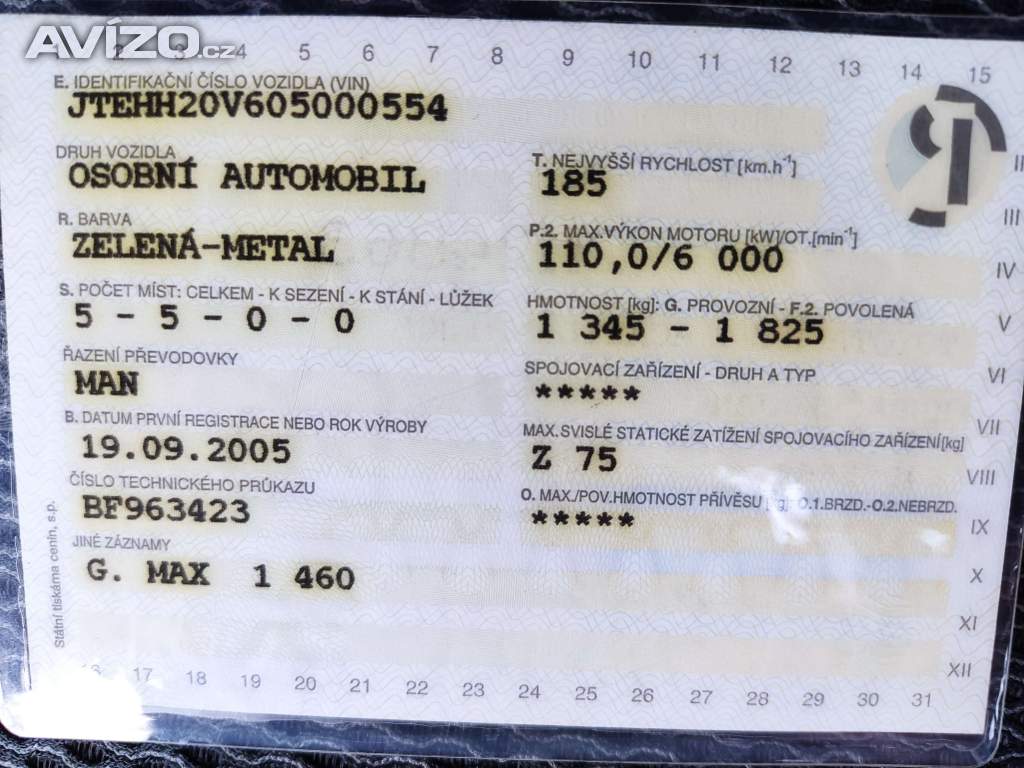 AVÍZO.cz
2 3 4 5 6 7 8 9 10 11 12 13 14 15
E. IDENTIFIKAČNÍ ČÍSLO VOZIDLA (VIN)
JTEHH20V605000554
DRUH VOZIDLA
OSOBNÍ AUTOMOBIL
R. BARVA
ZELENÁ-METAL
S. POČET MÍST: CELKEM - K SEZENÍ - K STÁNÍ - LŮŽEK
5 - 5 - 0 - 0
ŘAZENÍ PŘEVODOVKY
MAN
B. DATUM PRVNÍ REGISTRACE NEBO ROK VÝROBY
19.09.2005
ČÍSLO TECHNICKÉHO PRŮKAZU
BF963423
JINÉ ZÁZNAMY
G. MAX 1 460
T. NEJVYŠŠÍ RYCHLOST [km.h⁻¹]
185
P.2. MAX.VÝKON MOTORU [kW]/OT.[min⁻¹]
110,0/6 000
HMOTNOST [kg]: G. PROVOZNÍ - F.2. POVOLENÁ
1 345 - 1 825
SPOJOVACÍ ZAŘÍZENÍ - DRUH A TYP
*****
MAX. SVISLÉ STATICKÉ ZATÍŽENÍ SPOJOVACÍHO ZAŘÍZENÍ[kg]
Z 75
O. MAX./POV.HMOTNOST PŘÍVĚSU [kg]: O.1.BRZD.-O.2.NEBRZD.
*****
II
III
IV
V
VI
VII
VIII
IX
X
XI
XII
Státní tiskárna cenin, s.p.
16 17 18 19 20 21 22 23 24 25 26 27 28 29 30 31